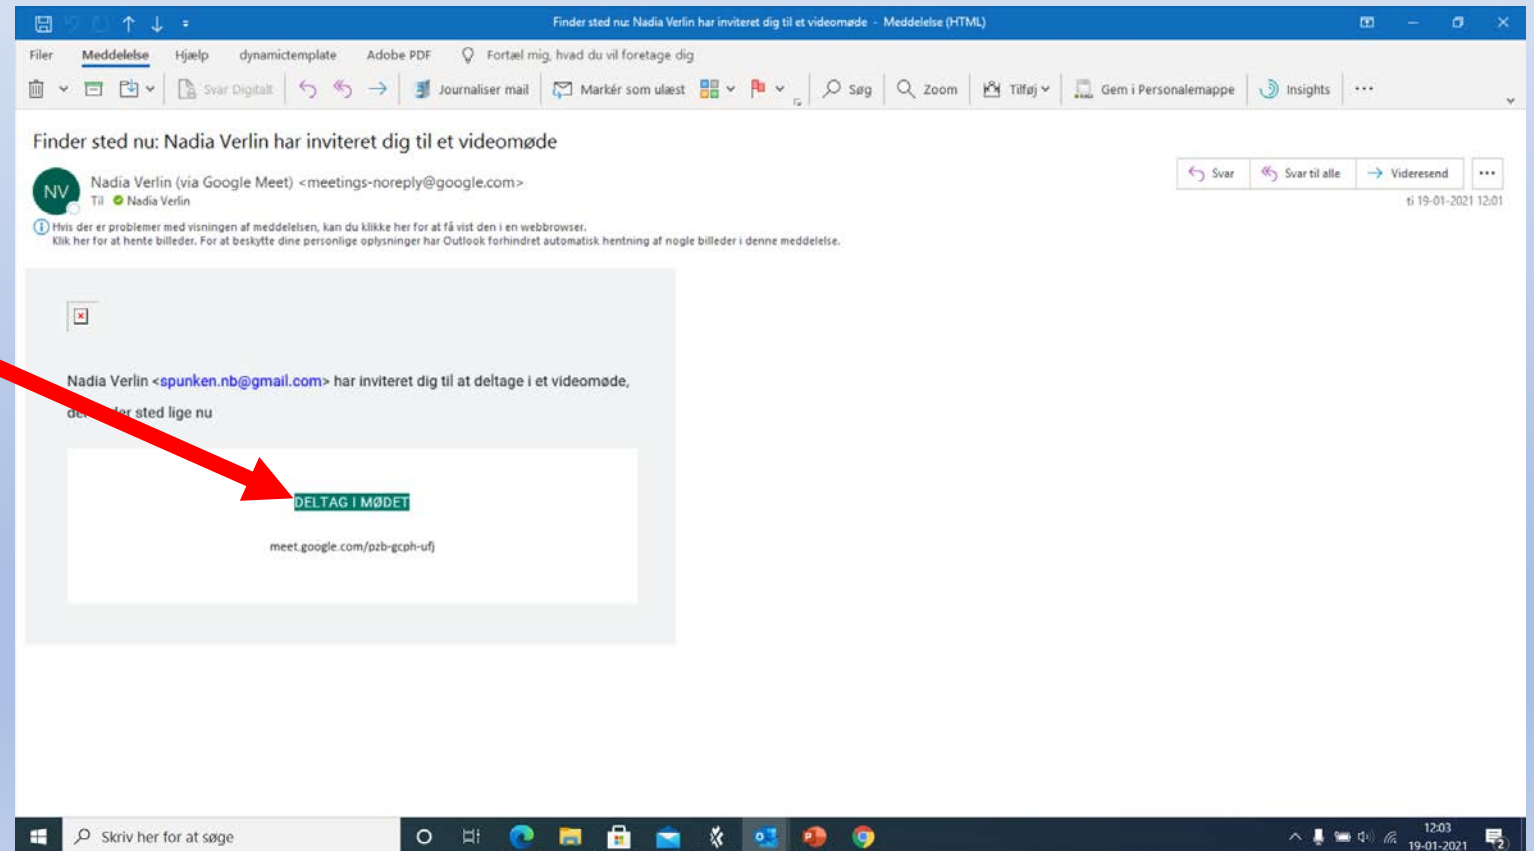 Finder sted nu: Nadia Verlin har inviteret dig til et videomøde - Meddelelse (HTML)
Filer Meddelelse Hjælp dynamictemplate Adobe PDF Fortæl mig, hvad du vil foretage dig
Svar Digitalt Journaliser mail Markér som ulæst Søg Zoom Tilføj Gem i Personalemappe Insights
Finder sted nu: Nadia Verlin har inviteret dig til et videomøde
NV
Nadia Verlin (via Google Meet) <meetings-noreply@google.com>
Til Nadia Verlin
Svar Svar til alle Videresend
ti 19-01-2021 12:01
Hvis der er problemer med visningen af meddelelsen, kan du klikke her for at få vist den i en webbrowser.
Klik her for at hente billeder. For at beskytte dine personlige oplysninger har Outlook forhindret automatisk hentning af nogle billeder i denne meddelelse.
Nadia Verlin <spunken.nb@gmail.com> har inviteret dig til at deltage i et videomøde,
sted lige nu
DELTAG I MØDET
meet.google.com/pzb-gcph-ufj
Skriv her for at søge
12:03
19-01-2021
2